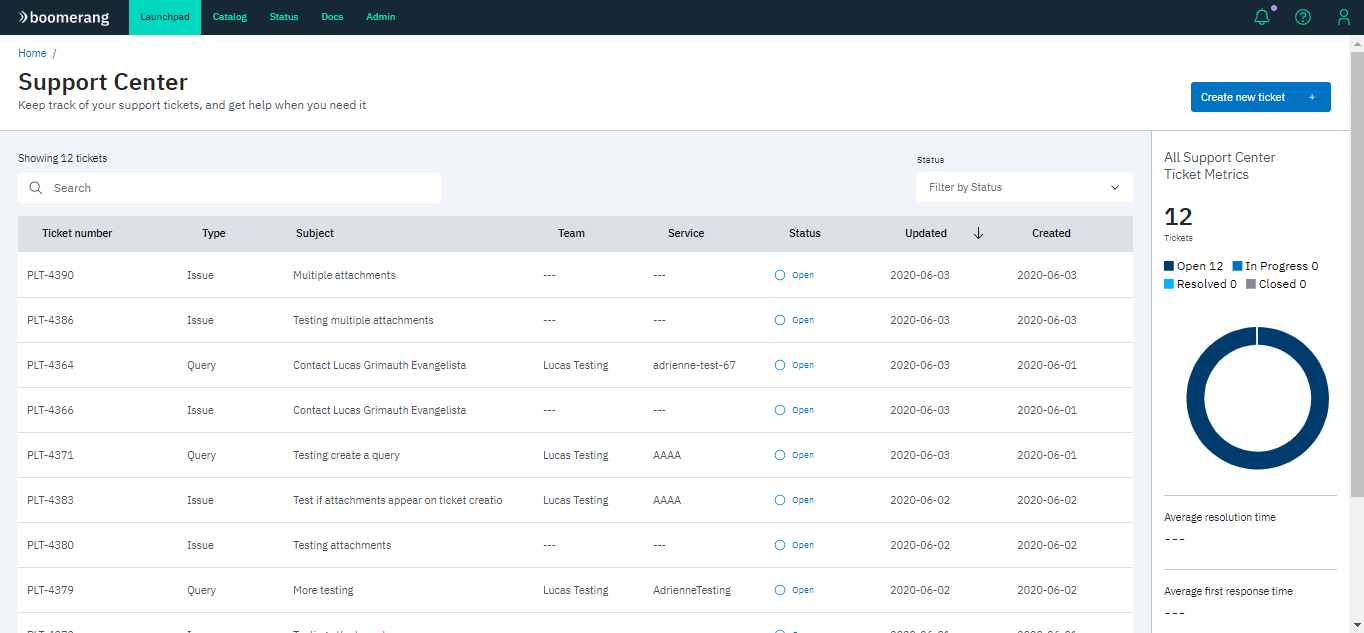 boomerang Launchpad Catalog Status Docs Admin
Home /
Support Center
Keep track of your support tickets, and get help when you need it
Create new ticket +
Showing 12 tickets
Search
Status
Filter by Status
Ticket number Type Subject Team Service Status Updated Created
PLT-4390 Issue Multiple attachments --- --- Open 2020-06-03 2020-06-03
PLT-4386 Issue Testing multiple attachments --- --- Open 2020-06-03 2020-06-03
PLT-4364 Query Contact Lucas Grimauth Evangelista Lucas Testing adrienne-test-67 Open 2020-06-03 2020-06-01
PLT-4366 Issue Contact Lucas Grimauth Evangelista --- --- Open 2020-06-03 2020-06-01
PLT-4371 Query Testing create a query Lucas Testing AAAA Open 2020-06-03 2020-06-01
PLT-4383 Issue Test if attachments appear on ticket creatio Lucas Testing AAAA Open 2020-06-02 2020-06-02
PLT-4380 Issue Testing attachments --- --- Open 2020-06-02 2020-06-02
PLT-4379 Query More testing Lucas Testing AdrienneTesting Open 2020-06-02 2020-06-02
All Support Center
Ticket Metrics
12
Tickets
Open 12 In Progress 0
Resolved 0 Closed 0
Average resolution time
---
Average first response time
---